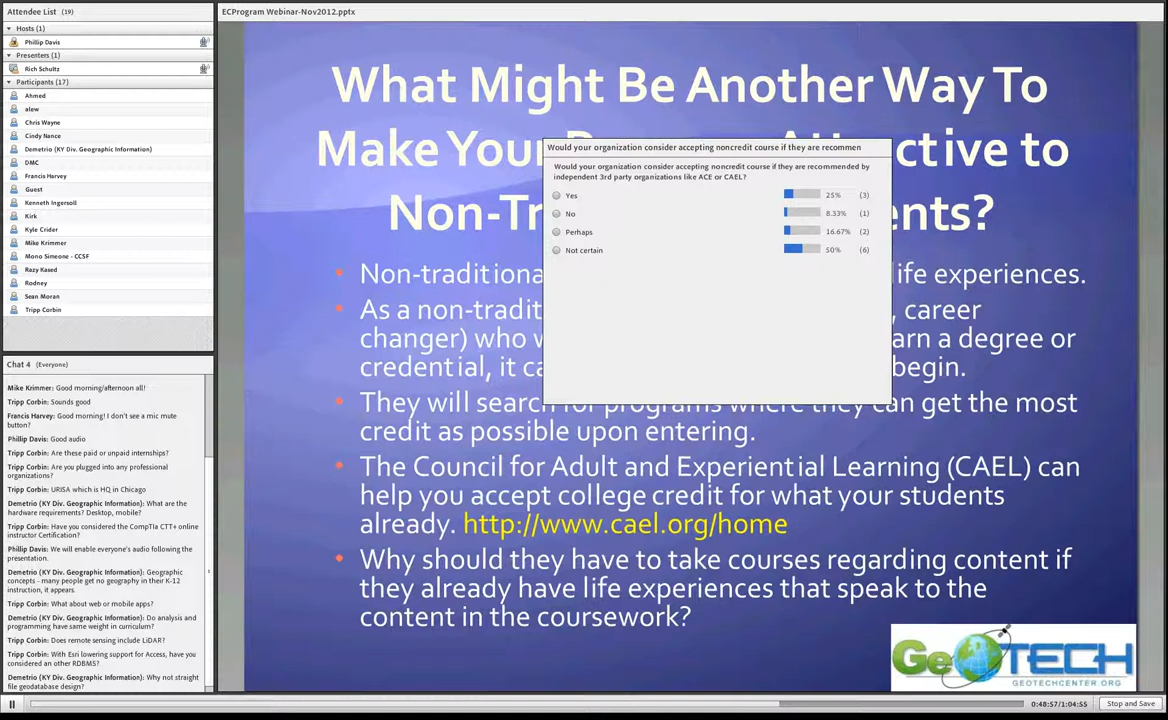 Attendee List (19)
Hosts (1)
Phillip Davis
Presenters (1)
Rich Schultz
Participants (17)
Ahmed
alew
Chris Wayne
Cindy Nance
Demetrio (KY Div. Geographic Information)
DMC
Francis Harvey
Guest
Kenneth Ingersoll
Kirk
Kyle Crider
Mike Krimmer
Mono Simeone - CCSF
Razy Kased
Rodney
Sean Moran
Tripp Corbin
Chat 4 (Everyone)
Mike Krimmer: Good morning/afternoon all!
Tripp Corbin: Sounds good
Francis Harvey: Good morning! I don't see a mic mute
button?
Phillip Davis: Good audio
Tripp Corbin: Are these paid or unpaid internships?
Tripp Corbin: Are you plugged into any professional
organizations?
Tripp Corbin: URISA which is HQ in Chicago
Demetrio (KY Div. Geographic Information): What are the
hardware requirements? Desktop, mobile?
Tripp Corbin: Have you considered the CompTIa CTT+ online
instructor Certification?
Phillip Davis: We will enable everyone's audio following the
presentation.
Demetrio (KY Div. Geographic Information): Geographic
concepts - many people get no geography in their K-12
instruction, it appears.
Tripp Corbin: What about web or mobile apps?
Demetrio (KY Div. Geographic Information): Do analysis and
programming have same weight in curriculum?
Tripp Corbin: Does remote sensing include LiDAR?
Tripp Corbin: With Esri lowering support for Access, have you
considered an other RDBMS?
Demetrio (KY Div. Geographic Information): Why not straight
file geodatabase design?
ECProgram Webinar-Nov2012.pptx
What Might Be Another Way To
Make Your ctive to
Non-Tr ents?
Would your organization consider accepting noncredit course if they are recommen
Would your organization consider accepting noncredit course if they are recommended by
independent 3rd party organizations like ACE or CAEL?
Yes 25% (3)
No 8.33% (1)
Perhaps 16.67% (2)
Not certain 50% (6)
• Non-traditiona life experiences.
• As a non-tradit , career
changer) who w arn a degree or
credential, it ca begin.
• They will search for programs where they can get the most
credit as possible upon entering.
• The Council for Adult and Experiential Learning (CAEL) can
help you accept college credit for what your students
already. http://www.cael.org/home
• Why should they have to take courses regarding content if
they already have life experiences that speak to the
content in the coursework?
GeoTECH
GEOTECHCENTER.ORG
0:48:57/1:04:55
Stop and Save